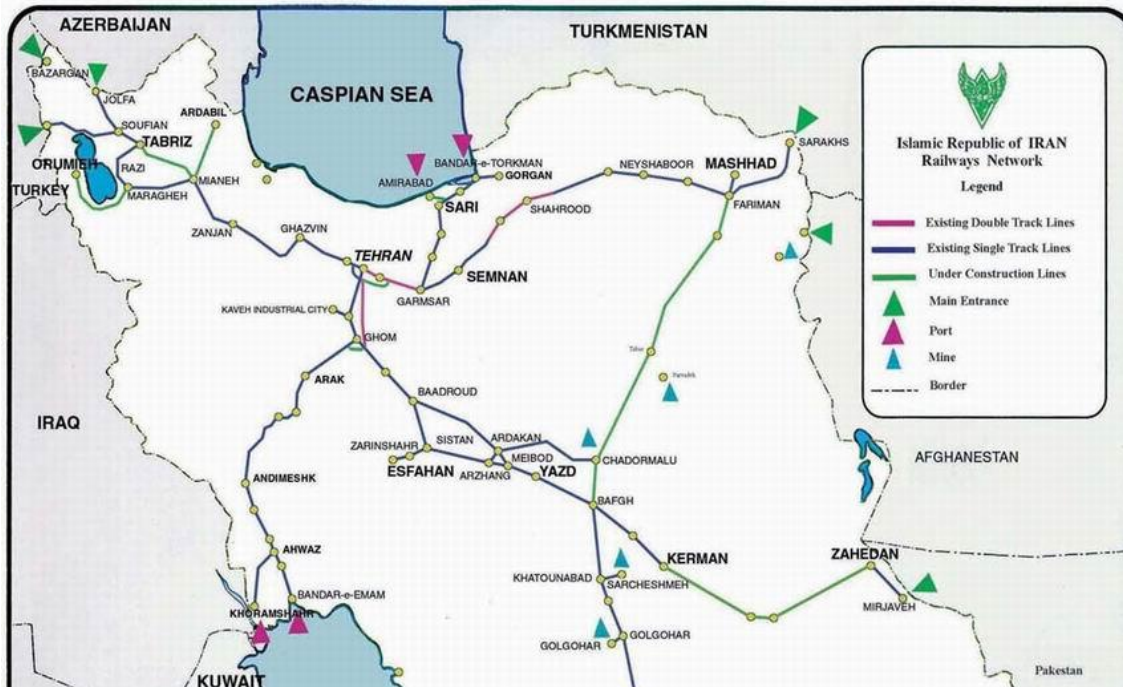 AZERBAIJAN
TURKMENISTAN
BAZARGAN
JOLFA
CASPIAN SEA
ARDABIL
SOUFIAN
TABRIZ
SARAKHS
BANDAR-e-TORKMAN
NEYSHABOOR
MASHHAD
ORUMIEH
RAZI
AMIRABAD
GORGAN
TURKEY
MIANEH
MARAGHEH
SARI
SHAHROOD
FARIMAN
ZANJAN
GHAZVIN
TEHRAN
SEMNAN
GARMSAR
KAVEH INDUSTRIAL CITY
GHOM
ARAK
BAADROUD
IRAQ
ZARINSHAHR
SISTAN
ARDAKAN
MEIBOD
ESFAHAN
ARZHANG
YAZD
CHADORMALU
AFGHANESTAN
ANDIMESHK
BAFGH
AHWAZ
KERMAN
ZAHEDAN
KHATOUNABAD
SARCHESHMEH
BANDAR-e-EMAM
MIRJAVEH
KHORAMSHAHR
GOLGOHAR
GOLGOHAR
KUWAIT
Pakestan
Islamic Republic of IRAN
Railways Network
Legend
Existing Double Track Lines
Existing Single Track Lines
Under Construction Lines
Main Entrance
Port
Mine
Border